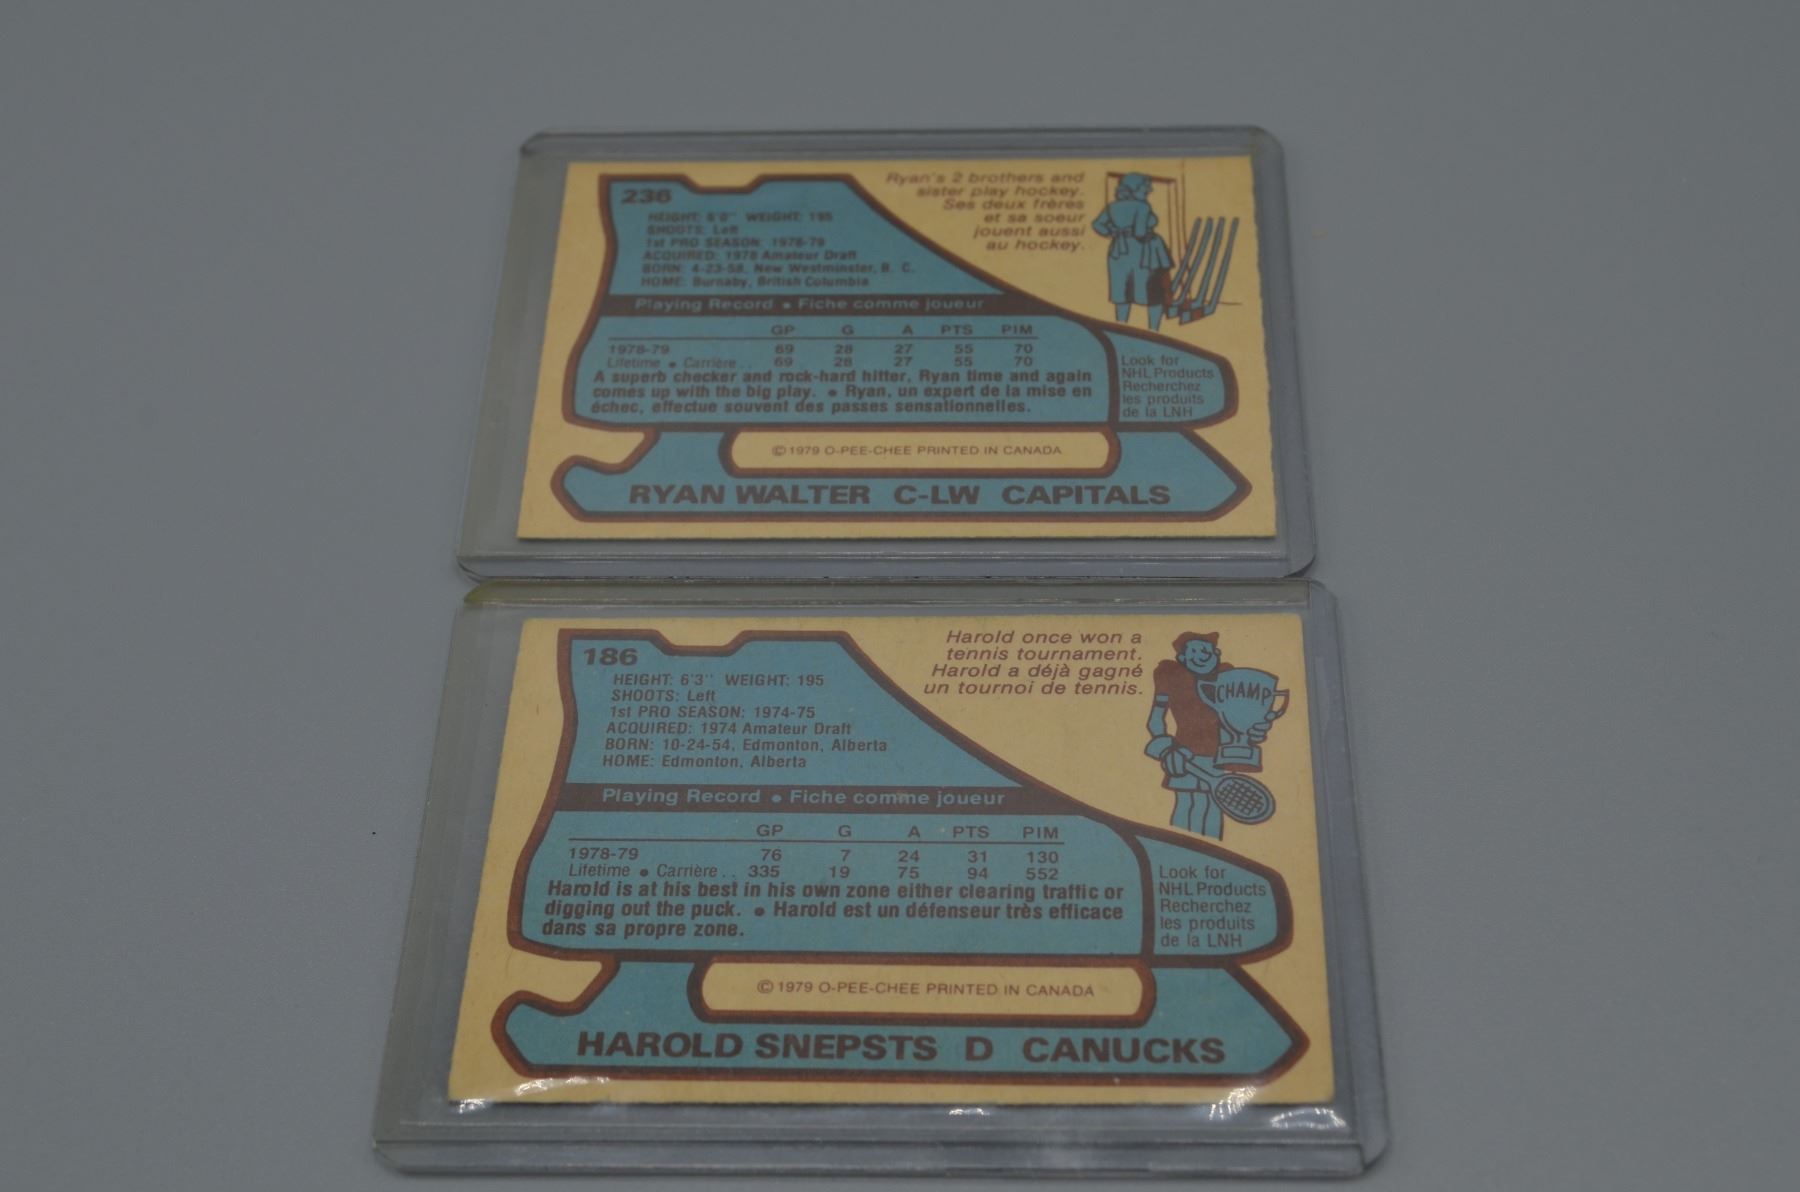 236
HEIGHT: 6'0" WEIGHT: 195
SHOOTS: Left
1st PRO SEASON: 1978-79
ACQUIRED: 1978 Amateur Draft
BORN: 4-23-58, New Westminster, B. C.
HOME: Burnaby, British Columbia
Ryan's 2 brothers and
sister play hockey.
Ses deux frères
et sa soeur
jouent aussi
au hockey.
Playing Record • Fiche comme joueur
GP G A PTS PIM
1978-79 69 28 27 55 70
Lifetime • Carrière . . 69 28 27 55 70
A superb checker and rock-hard hitter, Ryan time and again
comes up with the big play. • Ryan, un expert de la mise en
échec, effectue souvent des passes sensationnelles.
Look for
NHL Products
Recherchez
les produits
de la LNH
©1979 O-PEE-CHEE PRINTED IN CANADA
RYAN WALTER C-LW CAPITALS
186
HEIGHT: 6'3" WEIGHT: 195
SHOOTS: Left
1st PRO SEASON: 1974-75
ACQUIRED: 1974 Amateur Draft
BORN: 10-24-54, Edmonton, Alberta
HOME: Edmonton, Alberta
Harold once won a
tennis tournament.
Harold a déjà gagné
un tournoi de tennis.
CHAMP
Playing Record • Fiche comme joueur
GP G A PTS PIM
1978-79 76 7 24 31 130
Lifetime • Carrière . . 335 19 75 94 552
Harold is at his best in his own zone either clearing traffic or
digging out the puck. • Harold est un défenseur très efficace
dans sa propre zone.
Look for
NHL Products
Recherchez
les produits
de la LNH
©1979 O-PEE-CHEE PRINTED IN CANADA
HAROLD SNEPSTS D CANUCKS